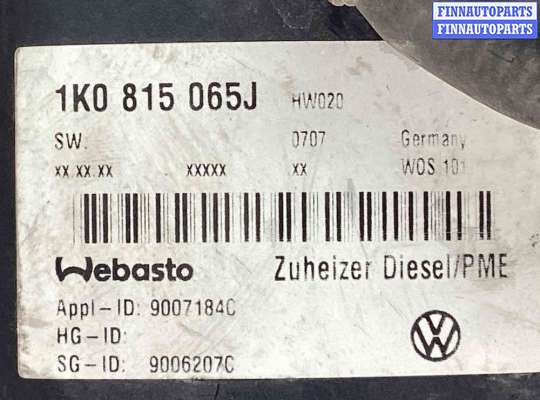 FINNAUTOPARTS
FINNAUTOPARTS
1K0 815 065J HW020
SW: 0707 Germany
xx xx xx xxxxx xx WOS 101
Webasto Zuheizer Diesel/PME
Appl-ID: 9007184C
HG-ID:
SG-ID: 9006207C